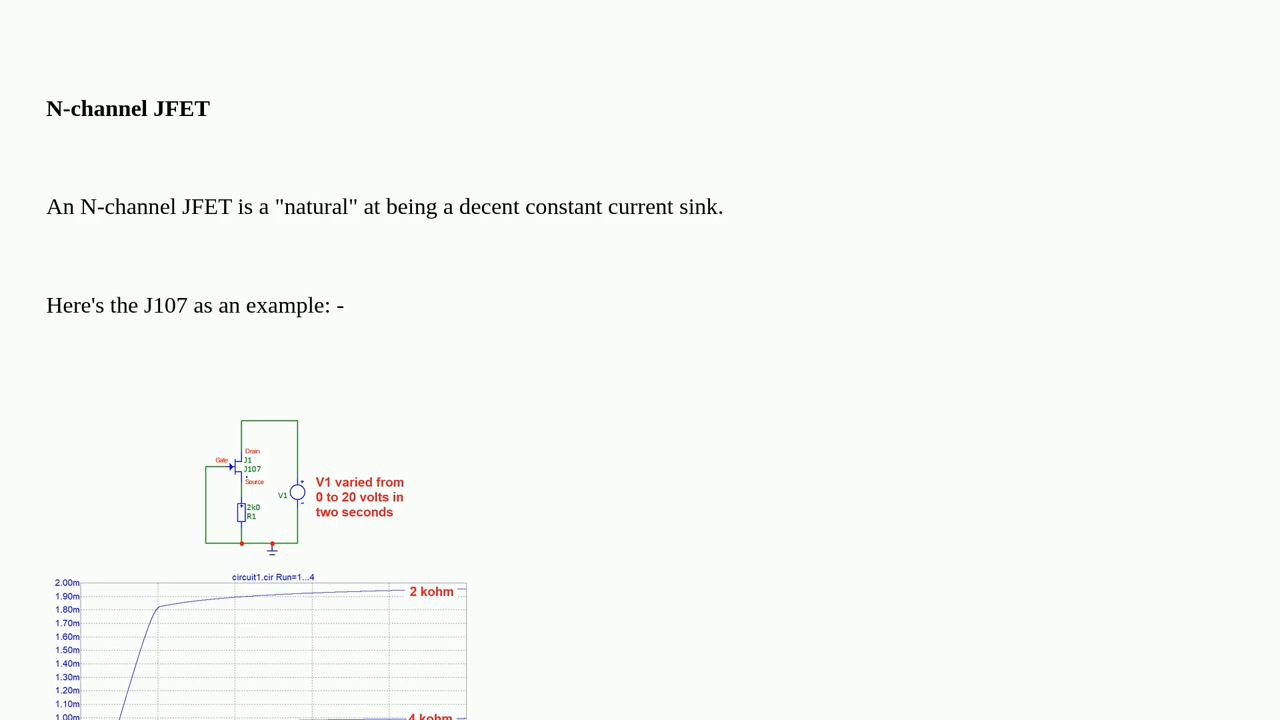 N-channel JFET
An N-channel JFET is a "natural" at being a decent constant current sink.
Here's the J107 as an example: -
Drain
Gate
J1
J107
Source
V1
+
-
2k0
R1
V1 varied from
0 to 20 volts in
two seconds
circuit1.cir Run=1...4
2.00m
1.90m
2 kohm
1.80m
1.70m
1.60m
1.50m
1.40m
1.30m
1.20m
1.10m
1.00m
4 kohm